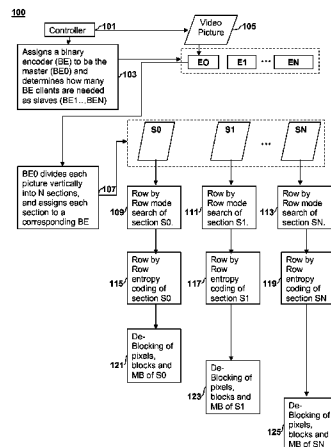 100
Controller
101
Video
Picture
105
Assigns a binary
encoder (BE) to be the
master (BE0) and
determines how many
BE clients are needed
as slaves {BE1...,BEN}
103
EO
E1
...
EN
S0
S1
...
SN
BE0 divides each
picture vertically
into N sections,
and assigns each
section to a
corresponding BE
107
109
Row by
Row mode
search of
section S0.
111
Row by
Row mode
search of
section S1.
113
Row by
Row mode
search of
section SN.
115
Row by
Row
entropy
coding of
section S0
117
Row by
Row
entropy
coding of
section S1
119
Row by
Row
entropy
coding of
section SN
121
De-
Blocking of
pixels,
blocks and
MB of S0
123
De-
Blocking of
pixels,
blocks and
MB of S1
125
De-
Blocking of
pixels,
blocks and
MB of SN